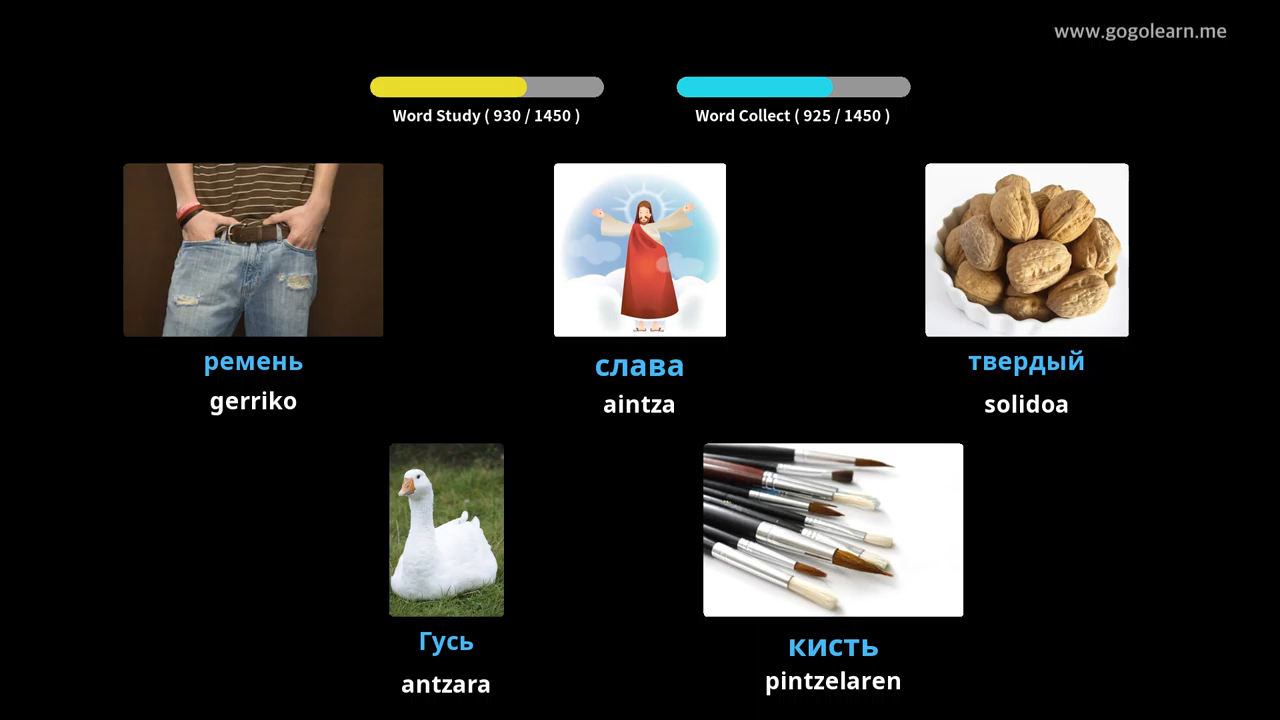 www.gogolearn.me
Word Study ( 930 / 1450 )
Word Collect ( 925 / 1450 )
ремень
gerriko
слава
aintza
твердый
solidoa
Гусь
antzara
кисть
pintzelaren